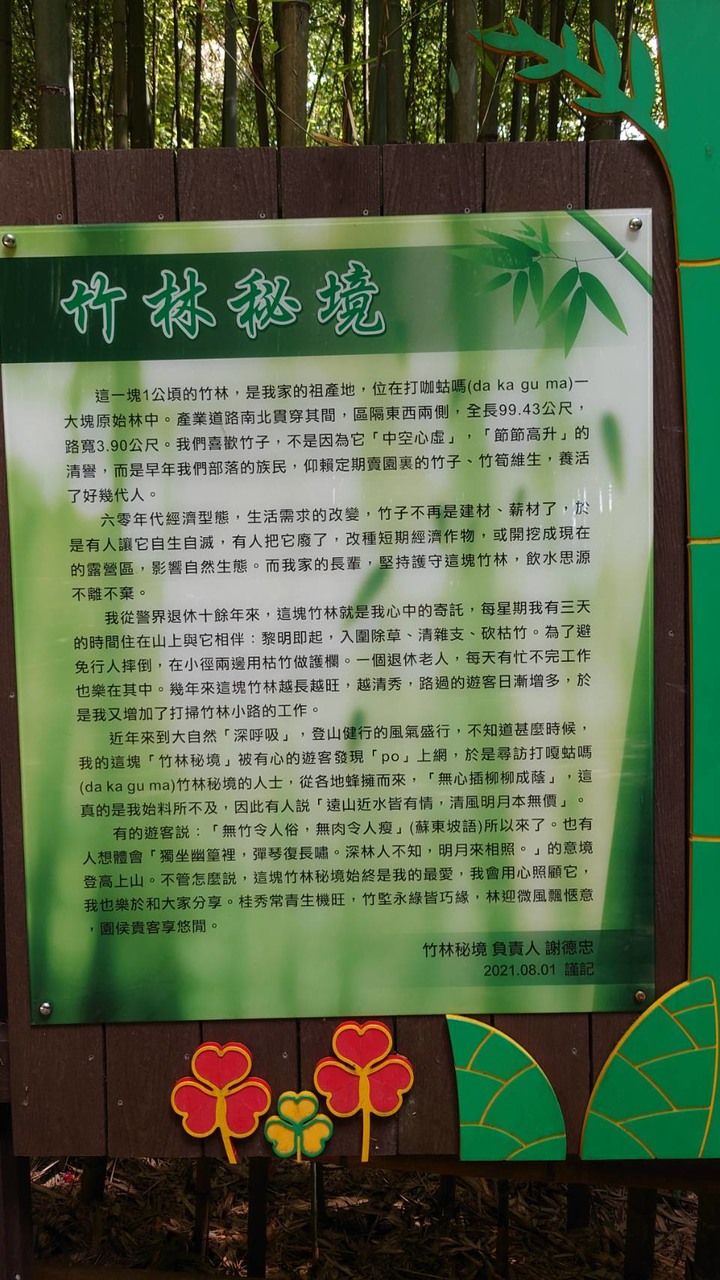 竹林秘境
這一塊1公頃的竹林，是我家的祖產地，位在打咖蛄嗎(da ka gu ma)一
大塊原始林中。產業道路南北貫穿其間，區隔東西兩側，全長99.43公尺，
路寬3.90公尺。我們喜歡竹子，不是因為它「中空心虛」，「節節高升」的
清譽，而是早年我們部落的族民，仰賴定期賣園裏的竹子、竹筍維生，養活
了好幾代人。
六零年代經濟型態，生活需求的改變，竹子不再是建材、薪材了，於
是有人讓它自生自滅，有人把它廢了，改種短期經濟作物，或開挖成現在
的露營區，影響自然生態。而我家的長輩，堅持護守這塊竹林，飲水思源
不離不棄。
我從警界退休十餘年來，這塊竹林就是我心中的寄託，每星期我有三天
的時間住在山上與它相伴：黎明即起，入園除草、清雜支、砍枯竹。為了避
免行人摔倒，在小徑兩邊用枯竹做護欄。一個退休老人，每天有忙不完工作
也樂在其中。幾年來這塊竹林越長越旺，越清秀，路過的遊客日漸增多，於
是我又增加了打掃竹林小路的工作。
近年來到大自然「深呼吸」，登山健行的風氣盛行，不知道甚麼時候，
我的這塊「竹林秘境」被有心的遊客發現「po」上網，於是尋訪打嘎蛄嗎
(da ka gu ma)竹林秘境的人士，從各地蜂擁而來，「無心插柳柳成蔭」，這
真的是我始料所不及，因此有人說「遠山近水皆有情，清風明月本無價」。
有的遊客說：「無竹令人俗，無肉令人瘦」(蘇東坡語)所以來了。也有
人想體會「獨坐幽篁裡，彈琴復長嘯。深林人不知，明月來相照。」的意境
登高上山。不管怎麼說，這塊竹林秘境始終是我的最愛，我會用心照顧它，
我也樂於和大家分享。桂秀常青生機旺，竹埿永綠皆巧緣，林迎微風飄愜意
，園侯貴客享悠閒。
竹林秘境 負責人 謝德忠
2021.08.01 謹記